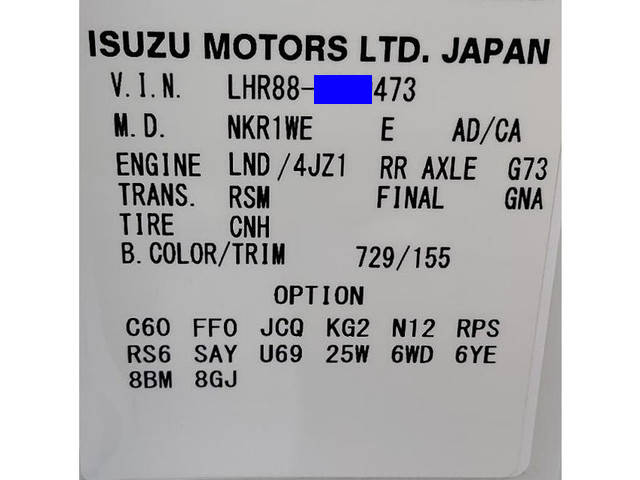 ISUZU MOTORS LTD. JAPAN
V.I.N. LHR88- 473
M.D. NKR1WE E AD/CA
ENGINE LND/4JZ1 RR AXLE G73
TRANS. RSM FINAL GNA
TIRE CNH
B.COLOR/TRIM 729/155
OPTION
C60 FF0 JCQ KG2 N12 RPS
RS6 SAY U69 25W 6WD 6YE
8BM 8GJ